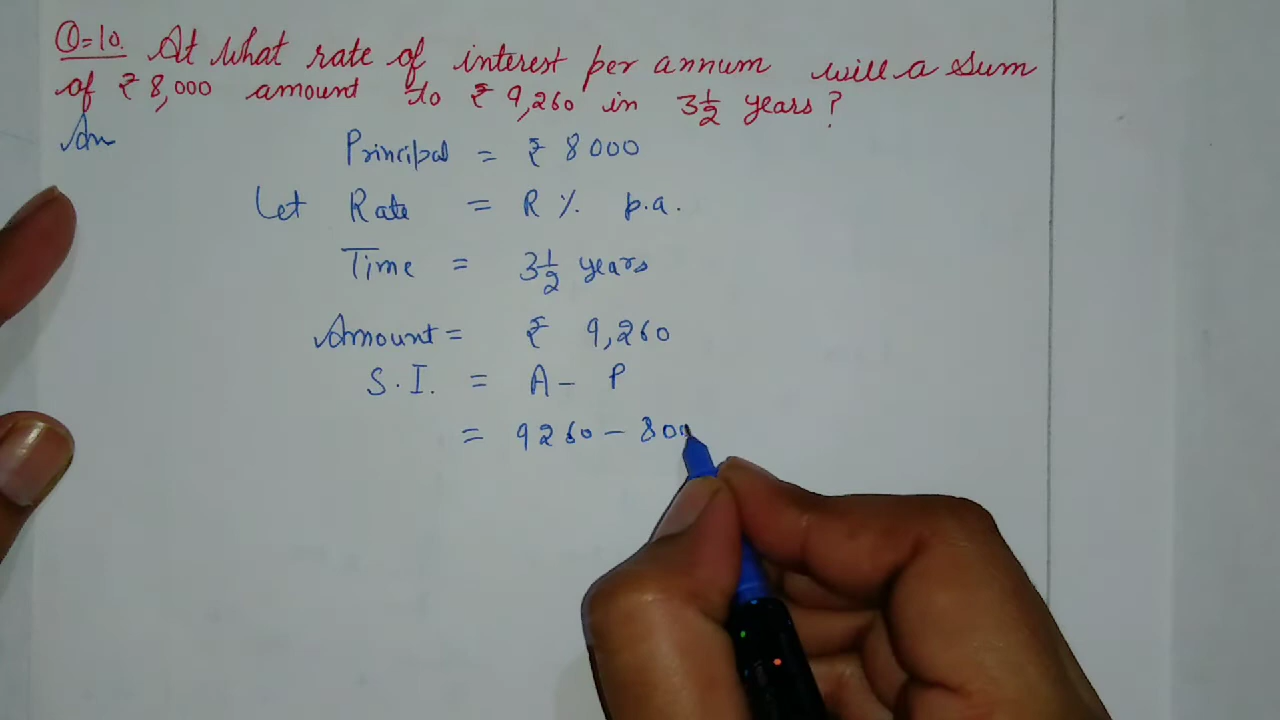 Q=10. At what rate of interest per annum will a sum
of ₹ 8,000 amount to ₹ 9,260 in 3½ years?
An
Principal = ₹ 8000
Let Rate = R % p.a.
Time = 3½ years
Amount = ₹ 9,260
S.I. = A - P
= 9260 - 800